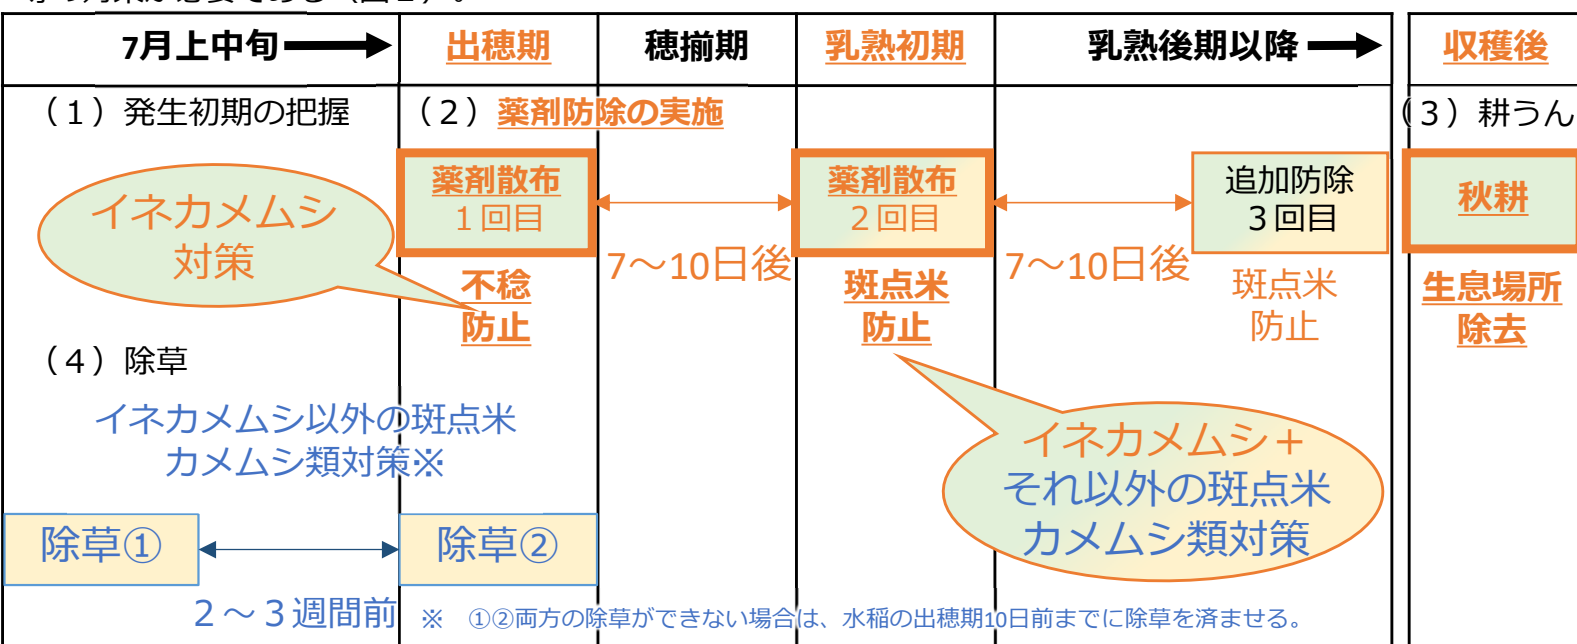 7月上中旬
出穂期
穂揃期
乳熟初期
乳熟後期以降
収穫後
（１）発生初期の把握
（２）薬剤防除の実施
（３）耕うん
イネカメムシ
対策
薬剤散布
１回目
7～10日後
薬剤散布
２回目
7～10日後
追加防除
３回目
秋耕
不稔
防止
斑点米
防止
斑点米
防止
生息場所
除去
（４）除草
イネカメムシ以外の斑点米
カメムシ類対策※
イネカメムシ＋
それ以外の斑点米
カメムシ類対策
除草①
除草②
２～３週間前
※　①②両方の除草ができない場合は、水稲の出穂期10日前までに除草を済ませる。